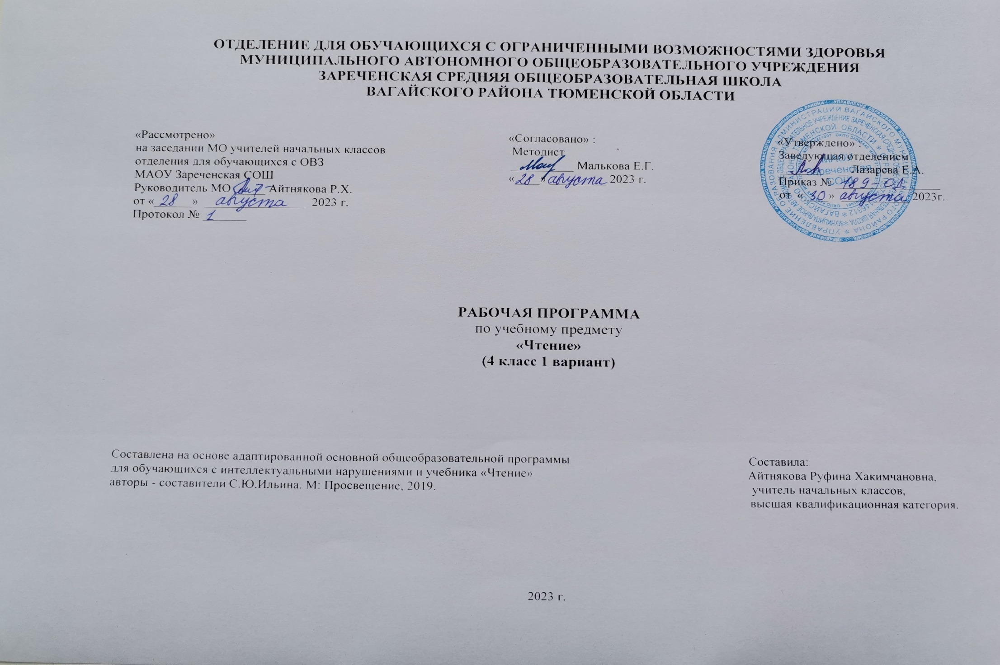 ОТДЕЛЕНИЕ ДЛЯ ОБУЧАЮЩИХСЯ С ОГРАНИЧЕННЫМИ ВОЗМОЖНОСТЯМИ ЗДОРОВЬЯ
МУНИЦИПАЛЬНОГО АВТОНОМНОГО ОБЩЕОБРАЗОВАТЕЛЬНОГО УЧРЕЖДЕНИЯ
ЗАРЕЧЕНСКАЯ СРЕДНЯЯ ОБЩЕОБРАЗОВАТЕЛЬНАЯ ШКОЛА
ВАГАЙСКОГО РАЙОНА ТЮМЕНСКОЙ ОБЛАСТИ
«Рассмотрено»
на заседании МО учителей начальных классов
отделения для обучающихся с ОВЗ
МАОУ Зареченская СОШ
Руководитель МО Айтнякова Р.Х.
от «28» августа 2023 г.
Протокол № 1
«Согласовано» :
Методист
Малькова Е.Г.
«28» августа 2023 г.
«Утверждено» :
Заведующая отделением
Лазарева Е.А.
Приказ № 189-ОД
от «30» августа 2023г.
МАОУ
Зареченская
СОШ
РАБОЧАЯ ПРОГРАММА
по учебному предмету
«Чтение»
(4 класс 1 вариант)
Составлена на основе адаптированной основной общеобразовательной программы
для обучающихся с интеллектуальными нарушениями и учебника «Чтение»
авторы - составители С.Ю.Ильина. М: Просвещение, 2019.
Составила:
Айтнякова Руфина Хакимчановна,
учитель начальных классов,
высшая квалификационная категория.
2023 г.